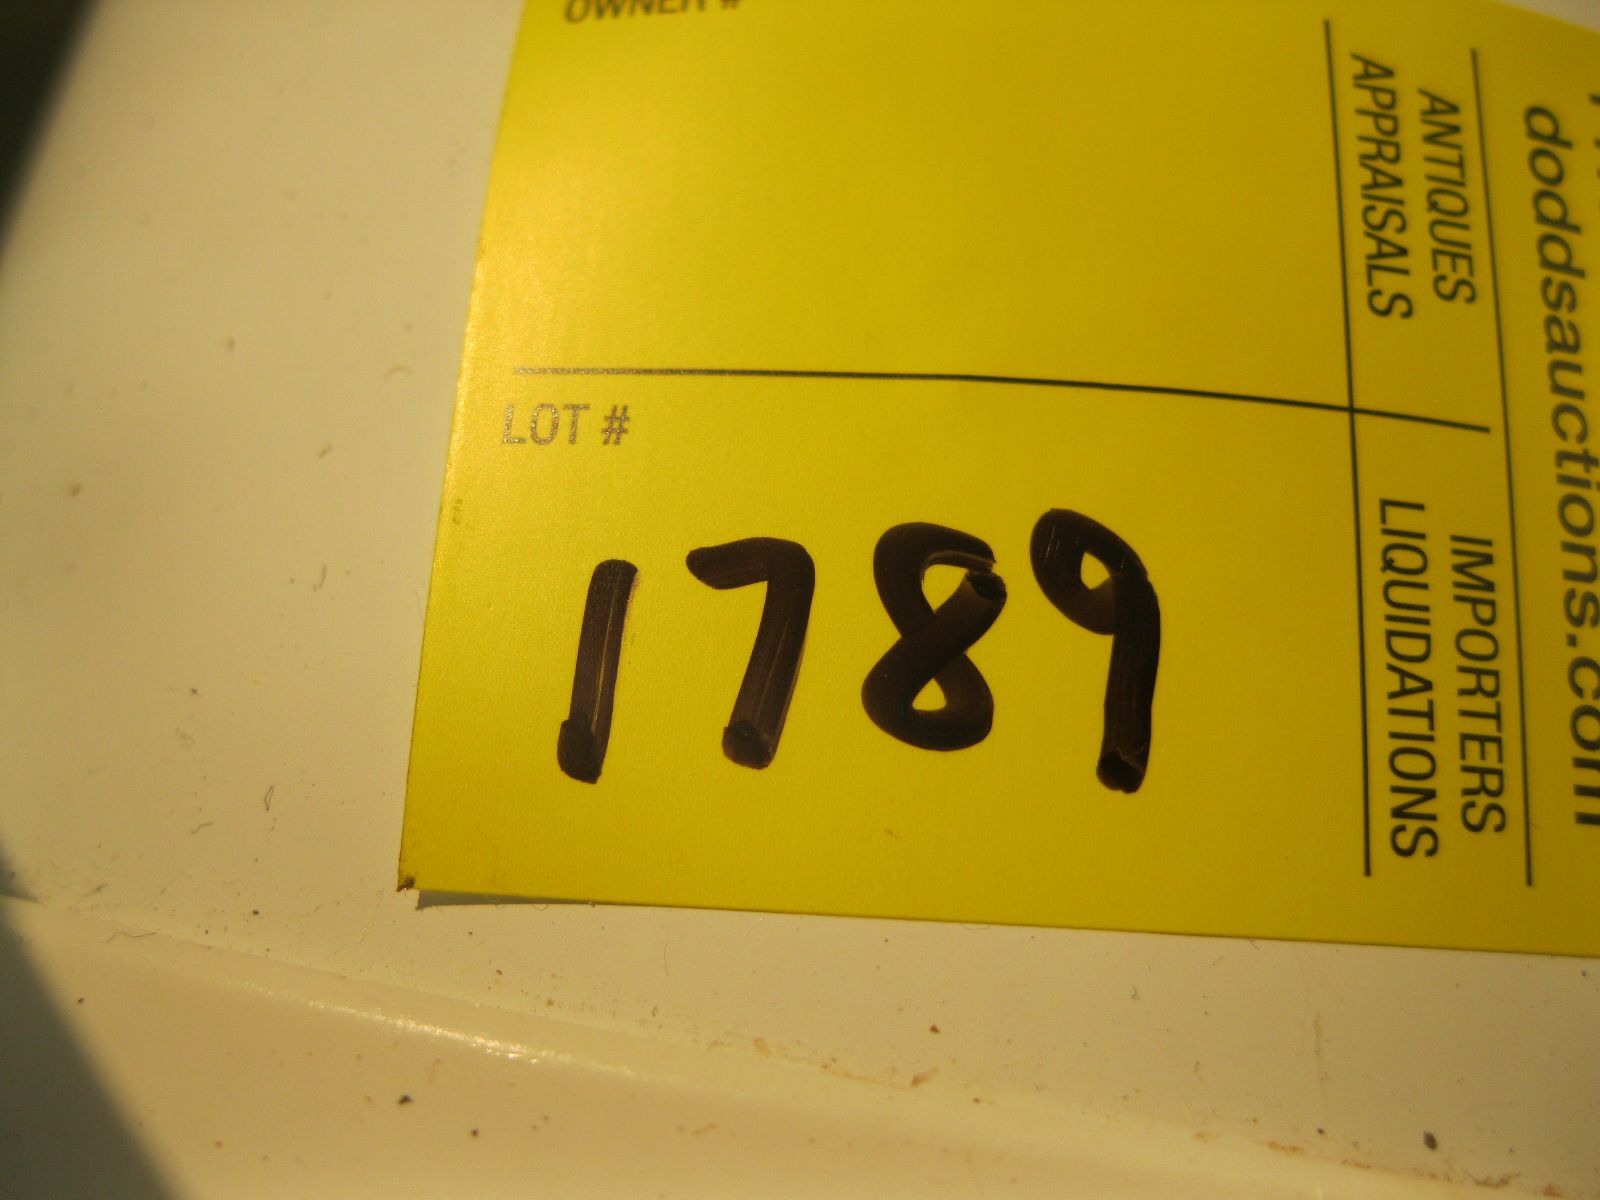 OWNER #
LOT #
1789
ANTIQUES
APPRAISALS
IMPORTERS
LIQUIDATIONS
doddsauctions.com